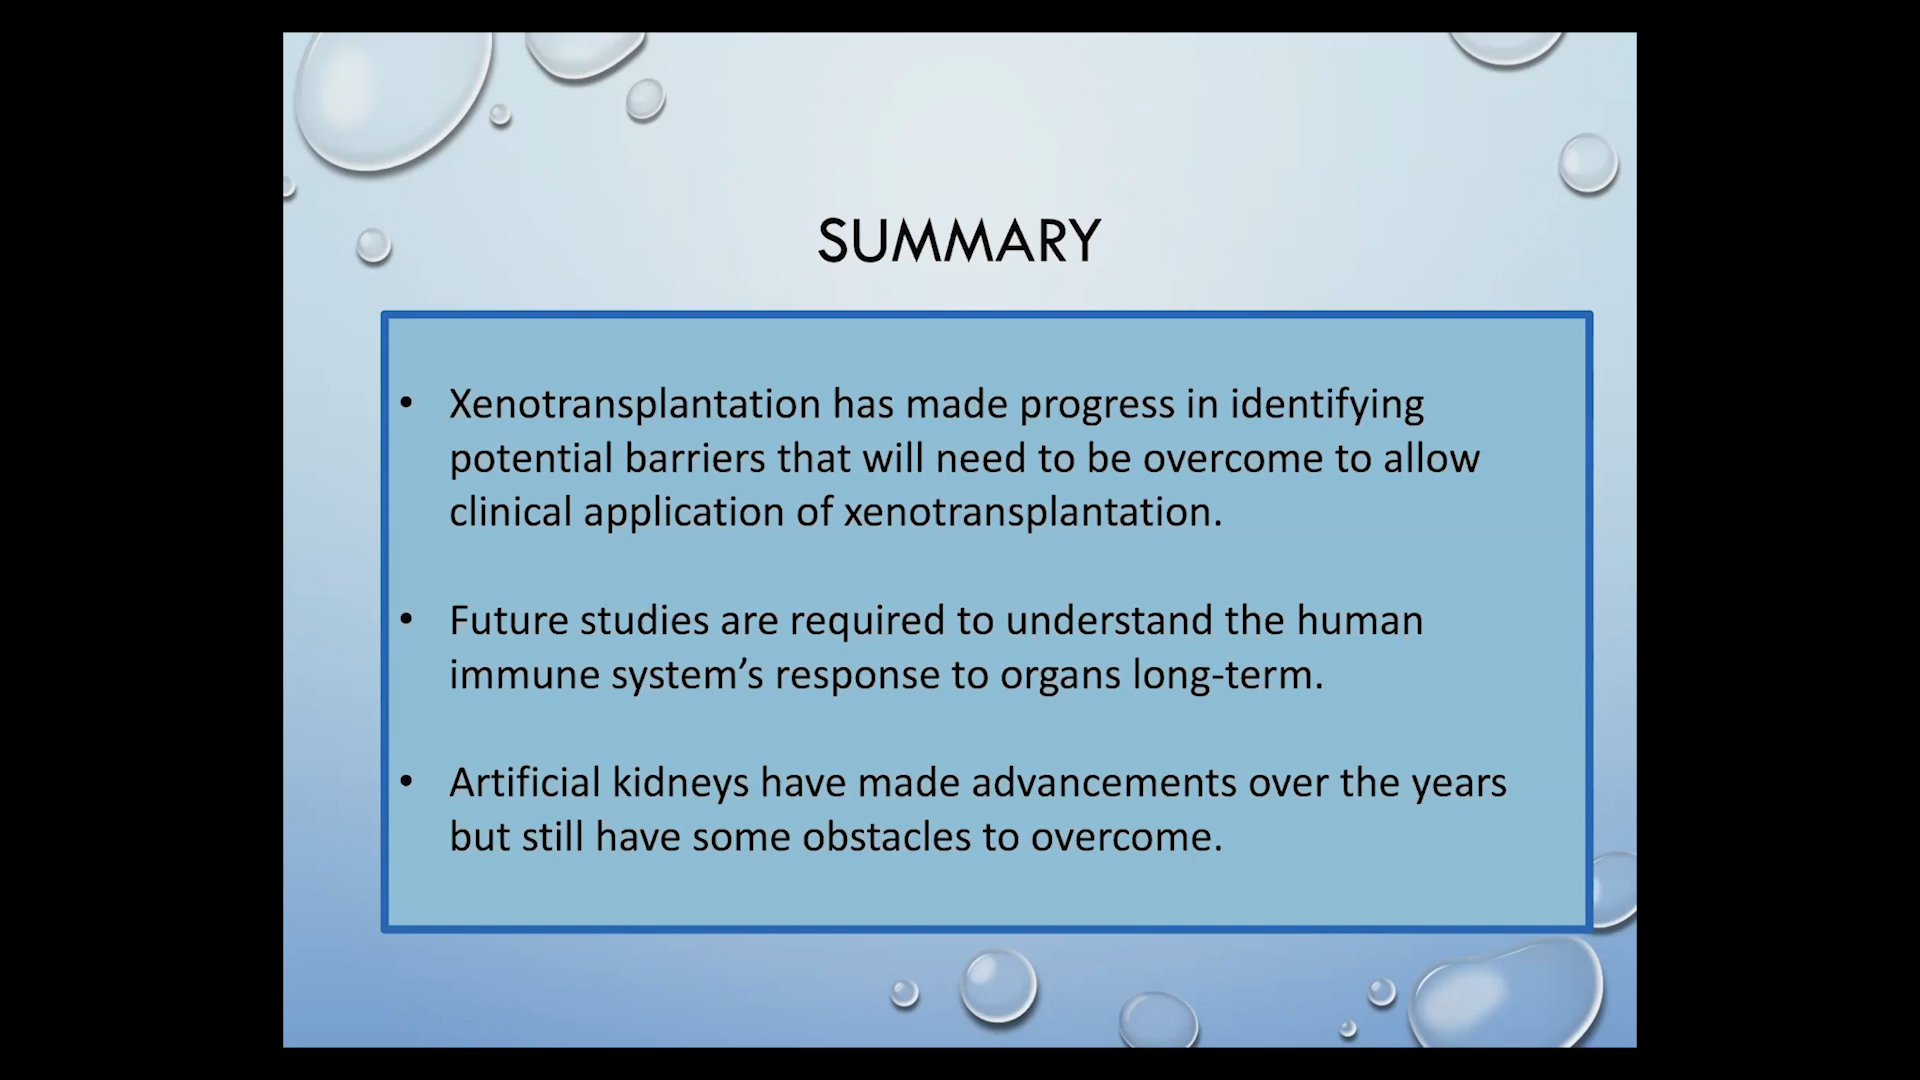 SUMMARY
• Xenotransplantation has made progress in identifying
potential barriers that will need to be overcome to allow
clinical application of xenotransplantation.
• Future studies are required to understand the human
immune system’s response to organs long-term.
• Artificial kidneys have made advancements over the years
but still have some obstacles to overcome.